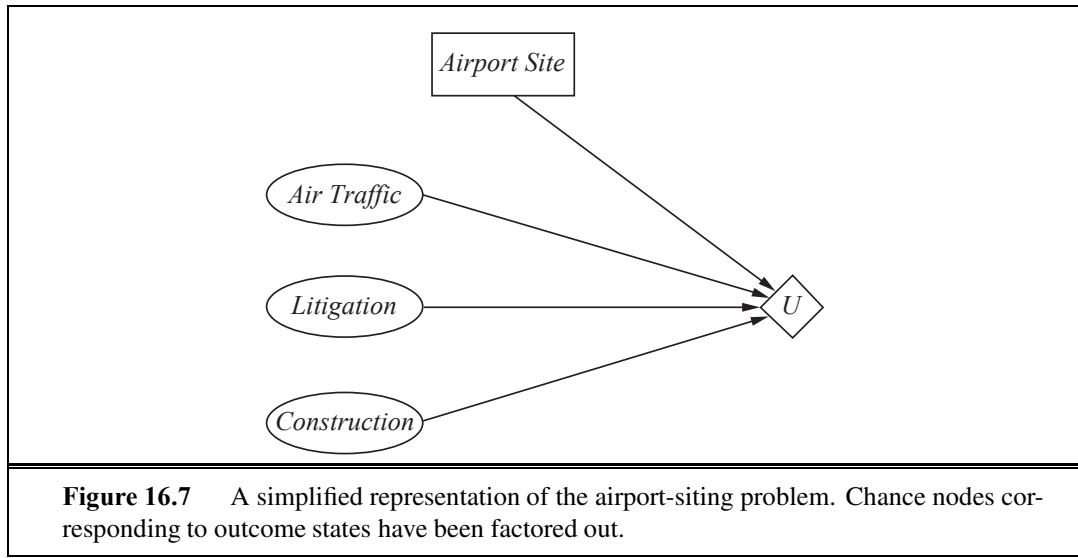 Airport Site
Air Traffic
Litigation
U
Construction
Figure 16.7 A simplified representation of the airport-siting problem. Chance nodes cor-
responding to outcome states have been factored out.